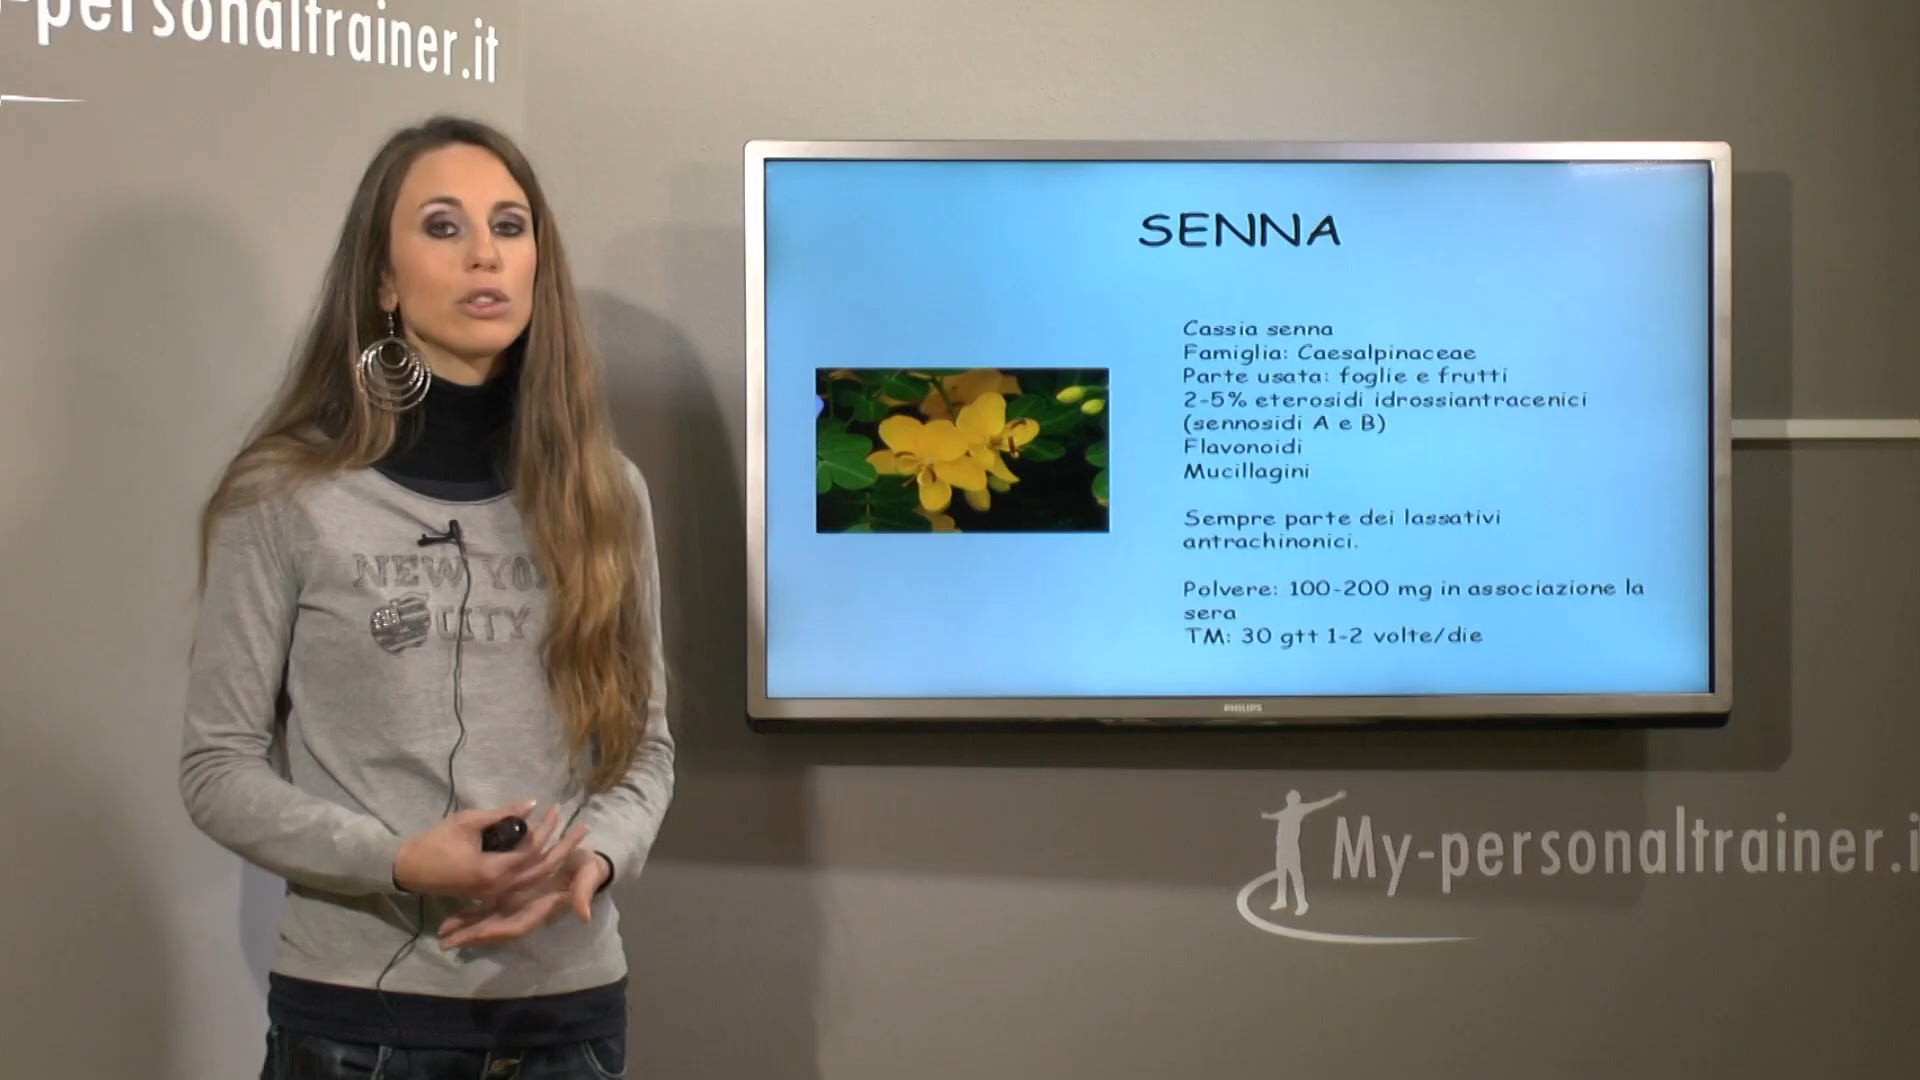 -personaltrainer.it
SENNA
Cassia senna
Famiglia: Caesalpinaceae
Parte usata: foglie e frutti
2-5% eterosidi idrossiantracenici
(sennosidi A e B)
Flavonoidi
Mucillagini
Sempre parte dei lassativi
antrachinonici.
Polvere: 100-200 mg in associazione la
sera
TM: 30 gtt 1-2 volte/die
PHILIPS
NEW YO
CITY
My-personaltrainer.i